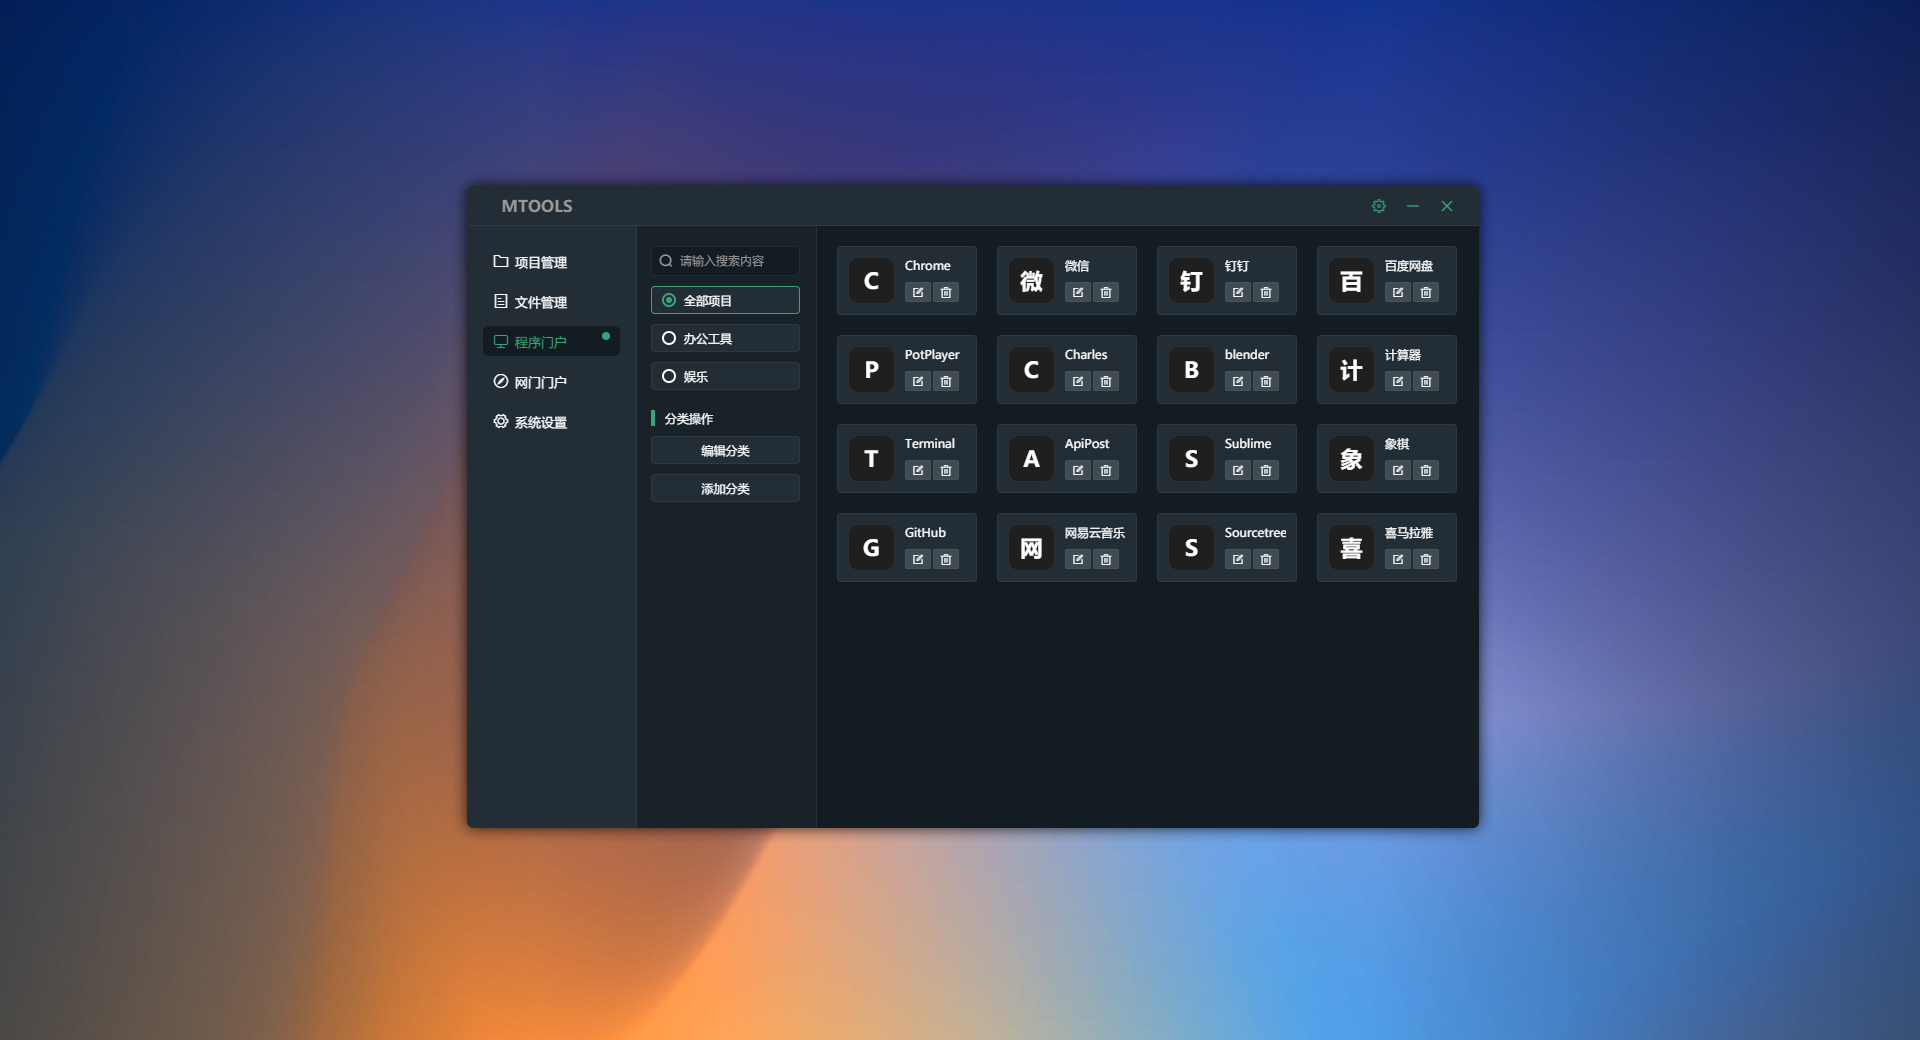 MTOOLS
项目管理
文件管理
程序门户
网门门户
系统设置
请输入搜索内容
全部项目
办公工具
娱乐
分类操作
编辑分类
添加分类
C
Chrome
微
微信
钉
钉钉
百
百度网盘
P
PotPlayer
C
Charles
B
blender
计
计算器
T
Terminal
A
ApiPost
S
Sublime
象
象棋
G
GitHub
网
网易云音乐
S
Sourcetree
喜
喜马拉雅